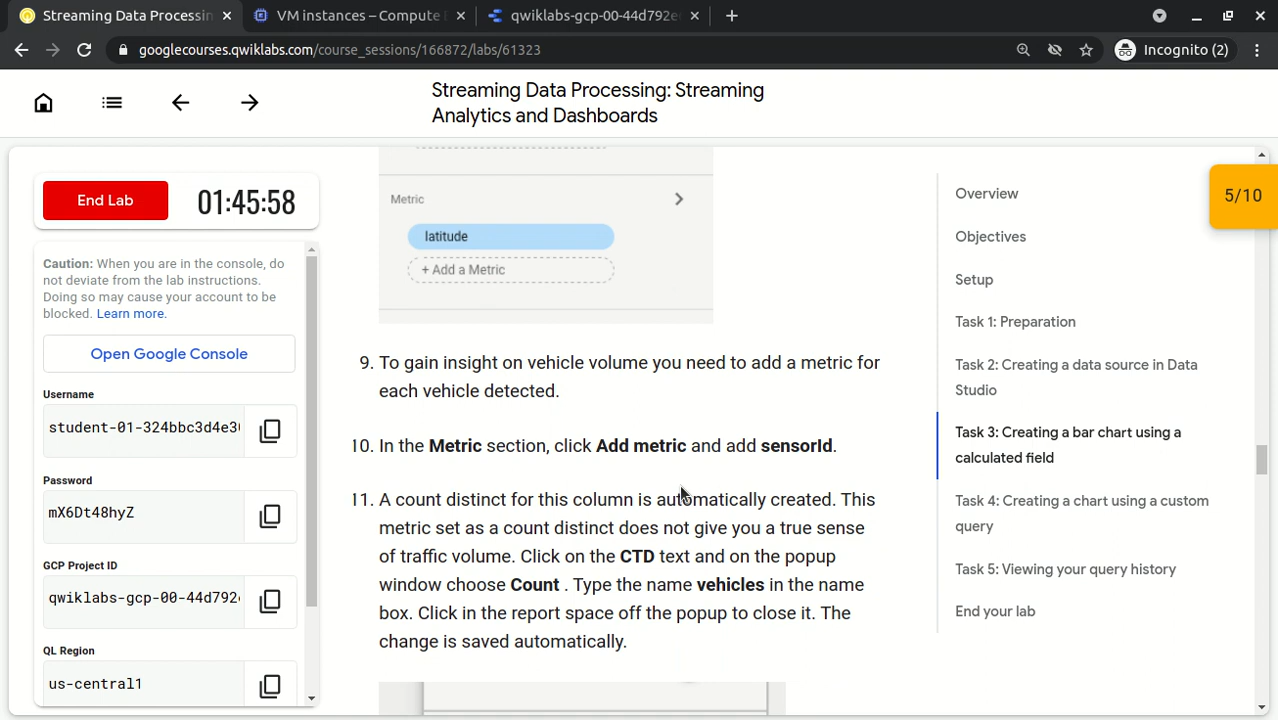 Streaming Data Processin
VM instances – Compute
qwiklabs-gcp-00-44d792e
googlecourses.qwiklabs.com/course_sessions/166872/labs/61323
Incognito (2)
Streaming Data Processing: Streaming
Analytics and Dashboards
End Lab
01:45:58
Caution: When you are in the console, do
not deviate from the lab instructions.
Doing so may cause your account to be
blocked. Learn more.
Open Google Console
Username
student-01-324bbc3d4e3
Password
mX6Dt48hyZ
GCP Project ID
qwiklabs-gcp-00-44d792
QL Region
us-central1
Metric
latitude
+ Add a Metric
9. To gain insight on vehicle volume you need to add a metric for
each vehicle detected.
10. In the Metric section, click Add metric and add sensorId.
11. A count distinct for this column is automatically created. This
metric set as a count distinct does not give you a true sense
of traffic volume. Click on the CTD text and on the popup
window choose Count . Type the name vehicles in the name
box. Click in the report space off the popup to close it. The
change is saved automatically.
Overview
Objectives
Setup
Task 1: Preparation
Task 2: Creating a data source in Data
Studio
Task 3: Creating a bar chart using a
calculated field
Task 4: Creating a chart using a custom
query
Task 5: Viewing your query history
End your lab
5/10